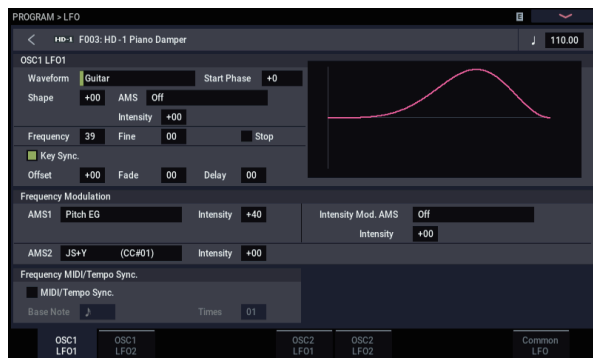 PROGRAM > LFO E
< HD-1 F003: HD -1 Piano Damper ♩ 110.00
OSC1 LFO1
Waveform Guitar Start Phase +0
Shape +00 AMS Off
Intensity +00
Frequency 39 Fine 00 Stop
Key Sync.
Offset +00 Fade 00 Delay 00
Frequency Modulation
AMS1 Pitch EG Intensity +40 Intensity Mod. AMS Off
Intensity +00
AMS2 JS+Y (CC#01) Intensity +00
Frequency MIDI/Tempo Sync.
MIDI/Tempo Sync.
Base Note ♪ Times 01
OSC1 OSC1 OSC2 OSC2 Common
LFO1 LFO2 LFO1 LFO2 LFO